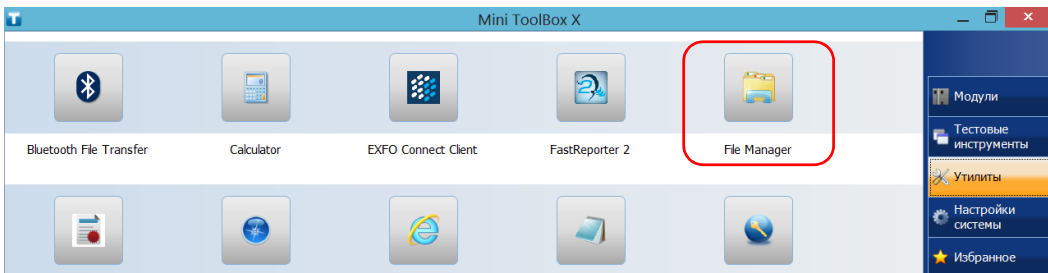 Mini ToolBox X
Bluetooth File Transfer
Calculator
EXFO Connect Client
FastReporter 2
File Manager
Модули
Тестовые
инструменты
Утилиты
Настройки
системы
Избранное